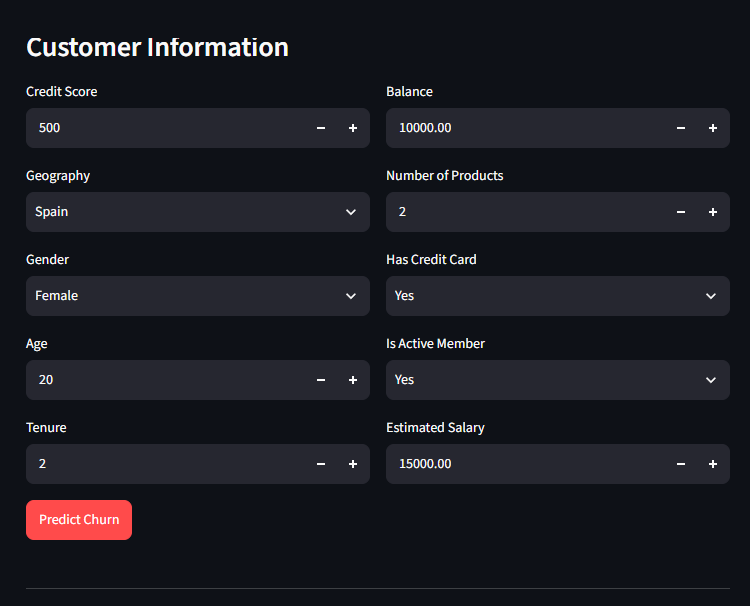 Customer Information
Credit Score
500
Balance
10000.00
Geography
Spain
Number of Products
2
Gender
Female
Has Credit Card
Yes
Age
20
Is Active Member
Yes
Tenure
2
Estimated Salary
15000.00
Predict Churn